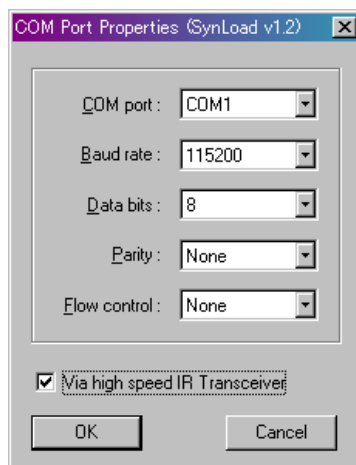 COM Port Properties (SynLoad v1.2)
COM port : COM1
Baud rate : 115200
Data bits : 8
Parity : None
Flow control : None
Via high speed IR Transceiver
OK Cancel